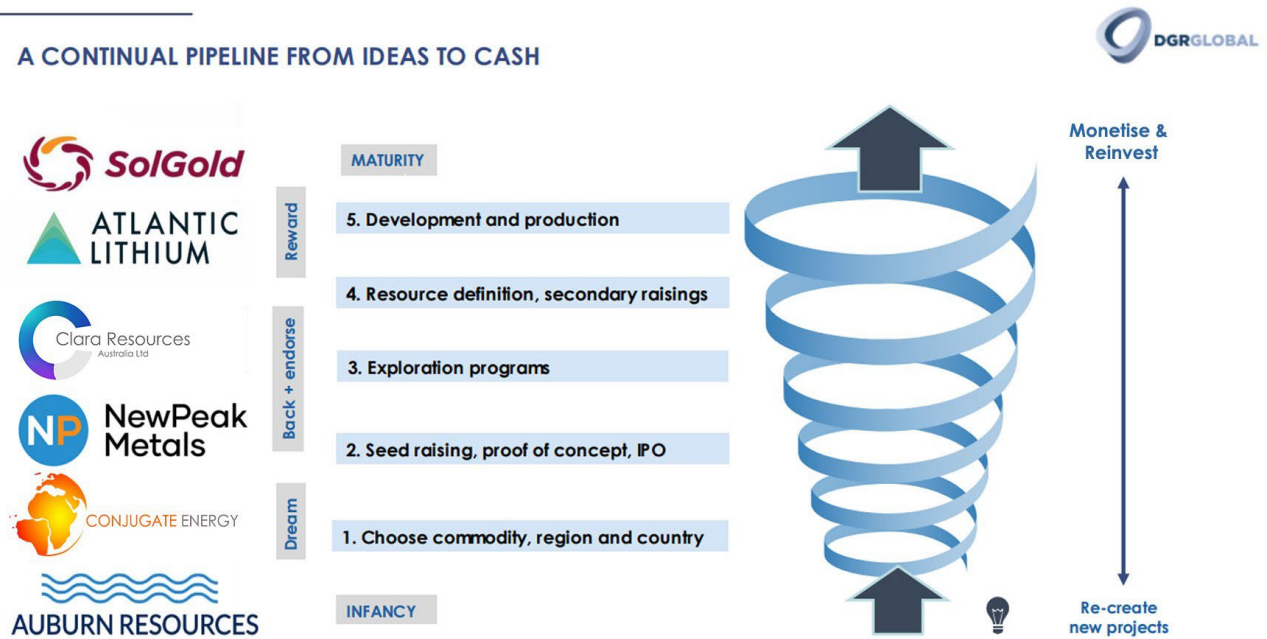 A CONTINUAL PIPELINE FROM IDEAS TO CASH
DGRGLOBAL
SolGold
ATLANTIC
LITHIUM
Clara Resources
Australia Ltd
NP
NewPeak
Metals
CONJUGATE ENERGY
AUBURN RESOURCES
Reward
Back + endorse
Dream
MATURITY
5. Development and production
4. Resource definition, secondary raisings
3. Exploration programs
2. Seed raising, proof of concept, IPO
1. Choose commodity, region and country
INFANCY
Monetise &
Reinvest
Re-create
new projects